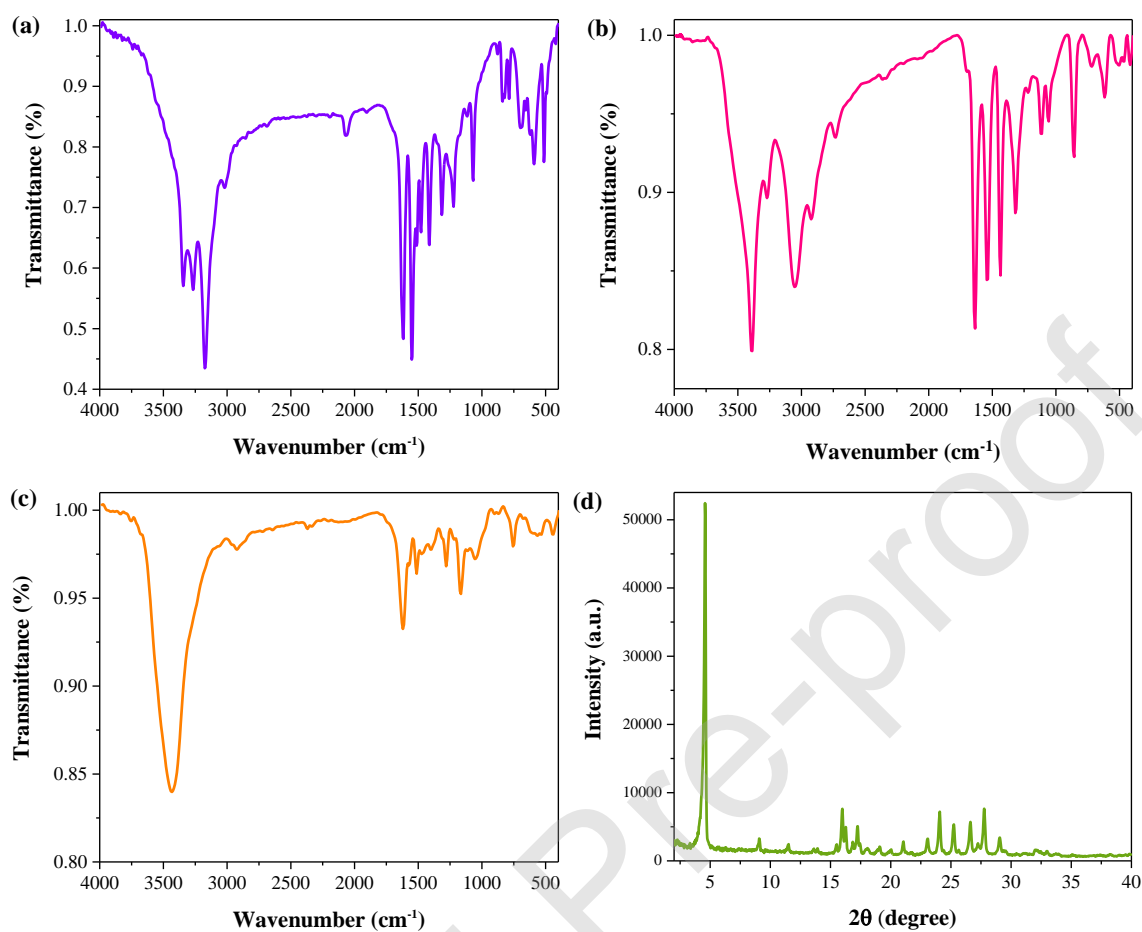 (a)
1.0
0.9
0.8
0.7
0.6
0.5
0.4
Transmittance (%)
4000 3500 3000 2500 2000 1500 1000 500
Wavenumber (cm-1)
(b)
1.0
0.9
0.8
Transmittance (%)
4000 3500 3000 2500 2000 1500 1000 500
Wavenumber (cm-1)
(c)
1.00
0.95
0.90
0.85
0.80
Transmittance (%)
4000 3500 3000 2500 2000 1500 1000 500
Wavenumber (cm-1)
(d)
50000
40000
30000
20000
10000
0
Intensity (a.u.)
5 10 15 20 25 30 35 40
2θ (degree)
Pre-proof